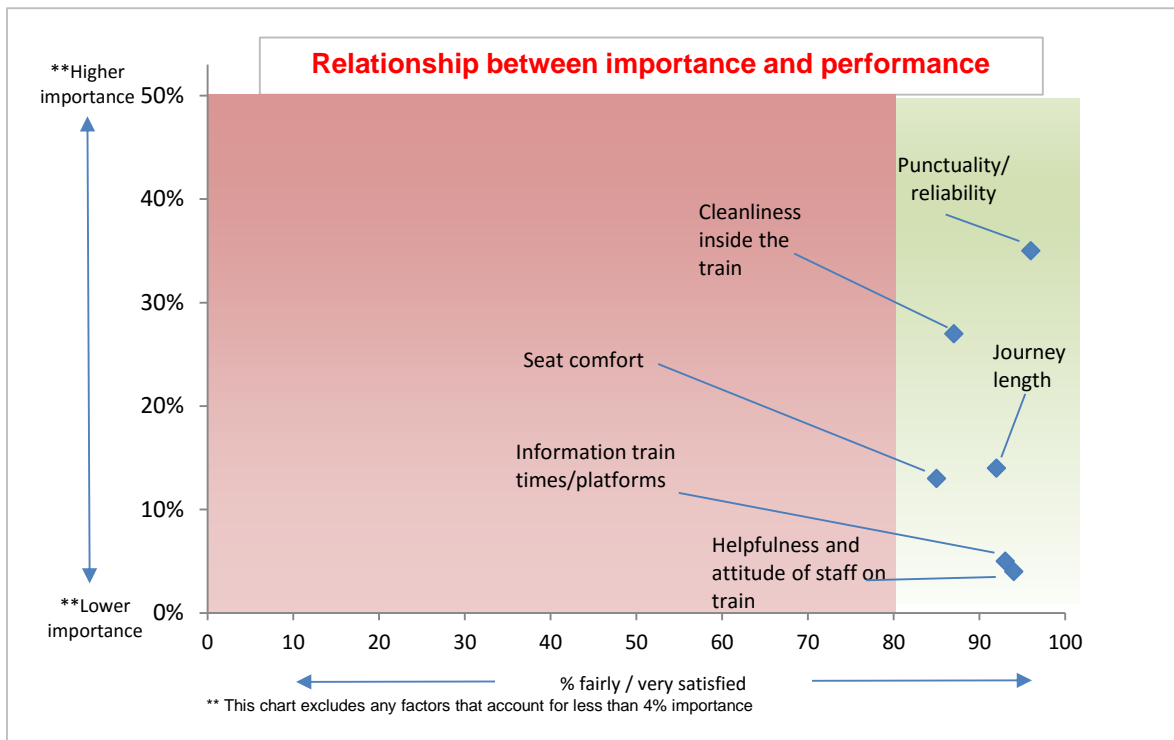 Relationship between importance and performance
**Higher
importance
50%
40%
30%
20%
10%
0%
**Lower
importance
Punctuality/
reliability
Cleanliness
inside the
train
Journey
length
Seat comfort
Information train
times/platforms
Helpfulness and
attitude of staff on
train
0
10
20
30
40
50
60
70
80
90
100
% fairly / very satisfied
** This chart excludes any factors that account for less than 4% importance